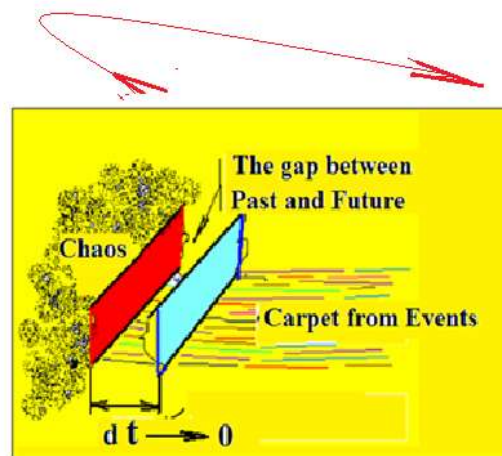 The gap between
Past and Future
Chaos
Carpet from Events
d t → 0